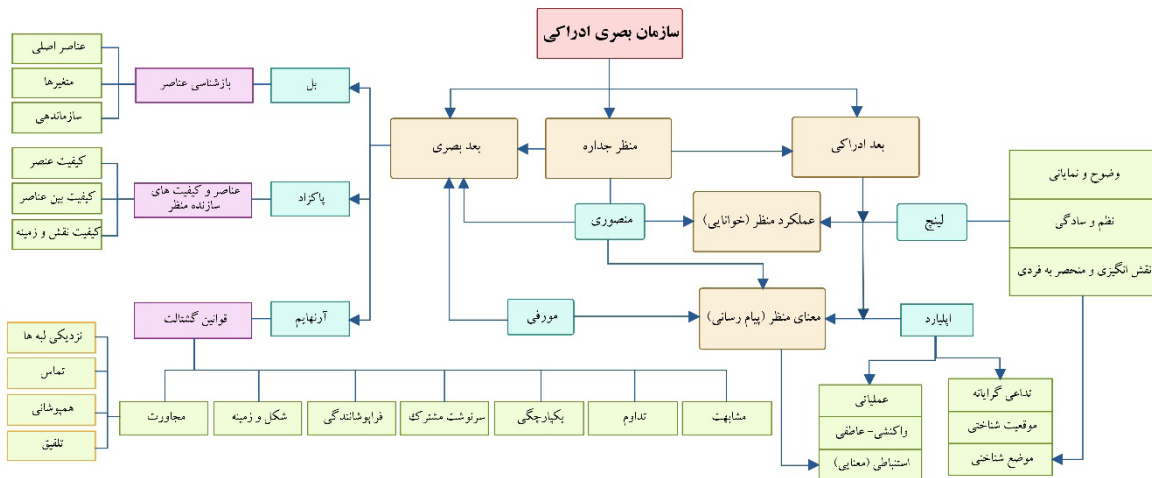 سازمان بصری ادراکی
بعد ادراکی
منظر جداره
بعد بصری
بل
بازشناسی عناصر
عناصر اصلی
متغیرها
سازماندهی
پاکزاد
عناصر و کیفیت های
سازنده منظر
کیفیت عنصر
کیفیت بین عناصر
کیفیت نقش و زمینه
وضوح و نمایانی
نظم و سادگی
نقش انگیزی و منحصر به فردی
لینچ
عملکرد منظر (خوانایی)
منصوری
اپلیارد
معنای منظر (پیام رسانی)
مورفی
آرنهایم
قوانین گشتالت
مشابهت
تداوم
یکپارچگی
سرنوشت مشترک
فراپوشانندگی
شکل و زمینه
مجاورت
نزدیکی لبه ها
تماس
همپوشانی
تلفیق
تداعی گرایانه
موقعیت شناختی
موضع شناختی
عملیاتی
واکنشی- عاطفی
استنباطی (معنایی)